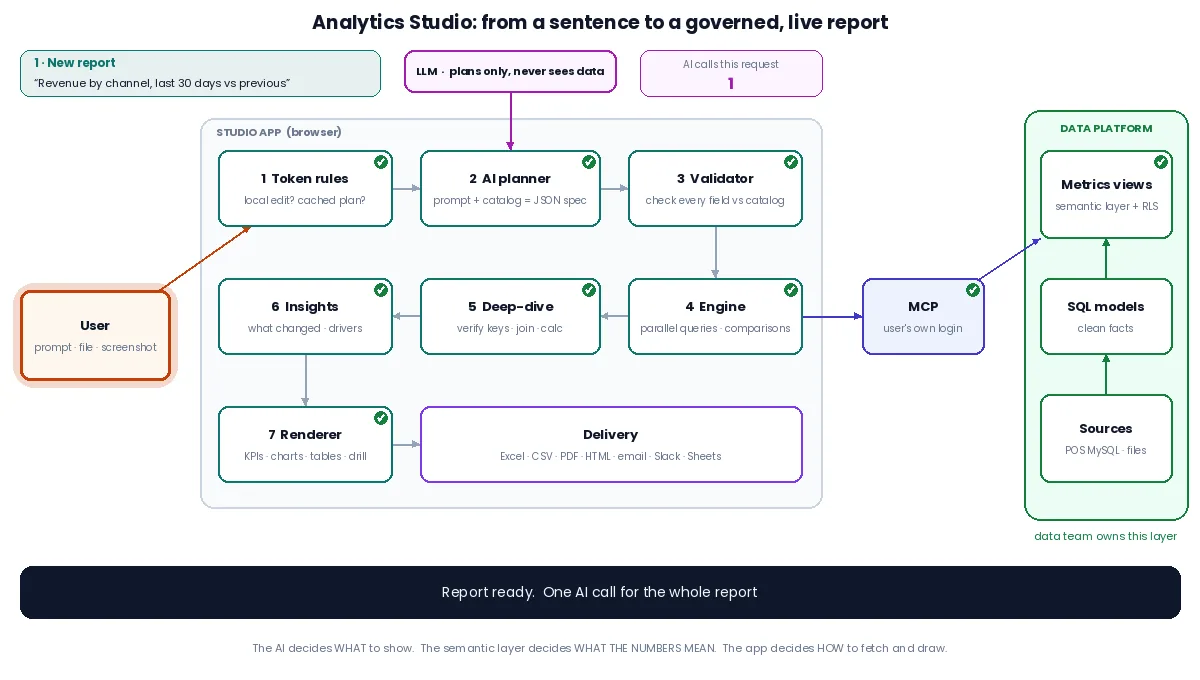 Analytics Studio: from a sentence to a governed, live report
1 · New report
“Revenue by channel, last 30 days vs previous”
LLM · plans only, never sees data
AI calls this request
1
STUDIO APP (browser)
DATA PLATFORM
1 Token rules
local edit? cached plan?
2 AI planner
prompt + catalog = JSON spec
3 Validator
check every field vs catalog
Metrics views
semantic layer + RLS
User
prompt · file · screenshot
6 Insights
what changed · drivers
5 Deep-dive
verify keys · join · calc
4 Engine
parallel queries · comparisons
MCP
user's own login
SQL models
clean facts
7 Renderer
KPIs · charts · tables · drill
Delivery
Excel · CSV · PDF · HTML · email · Slack · Sheets
Sources
POS MySQL · files
data team owns this layer
Report ready. One AI call for the whole report
The AI decides WHAT to show. The semantic layer decides WHAT THE NUMBERS MEAN. The app decides HOW to fetch and draw.